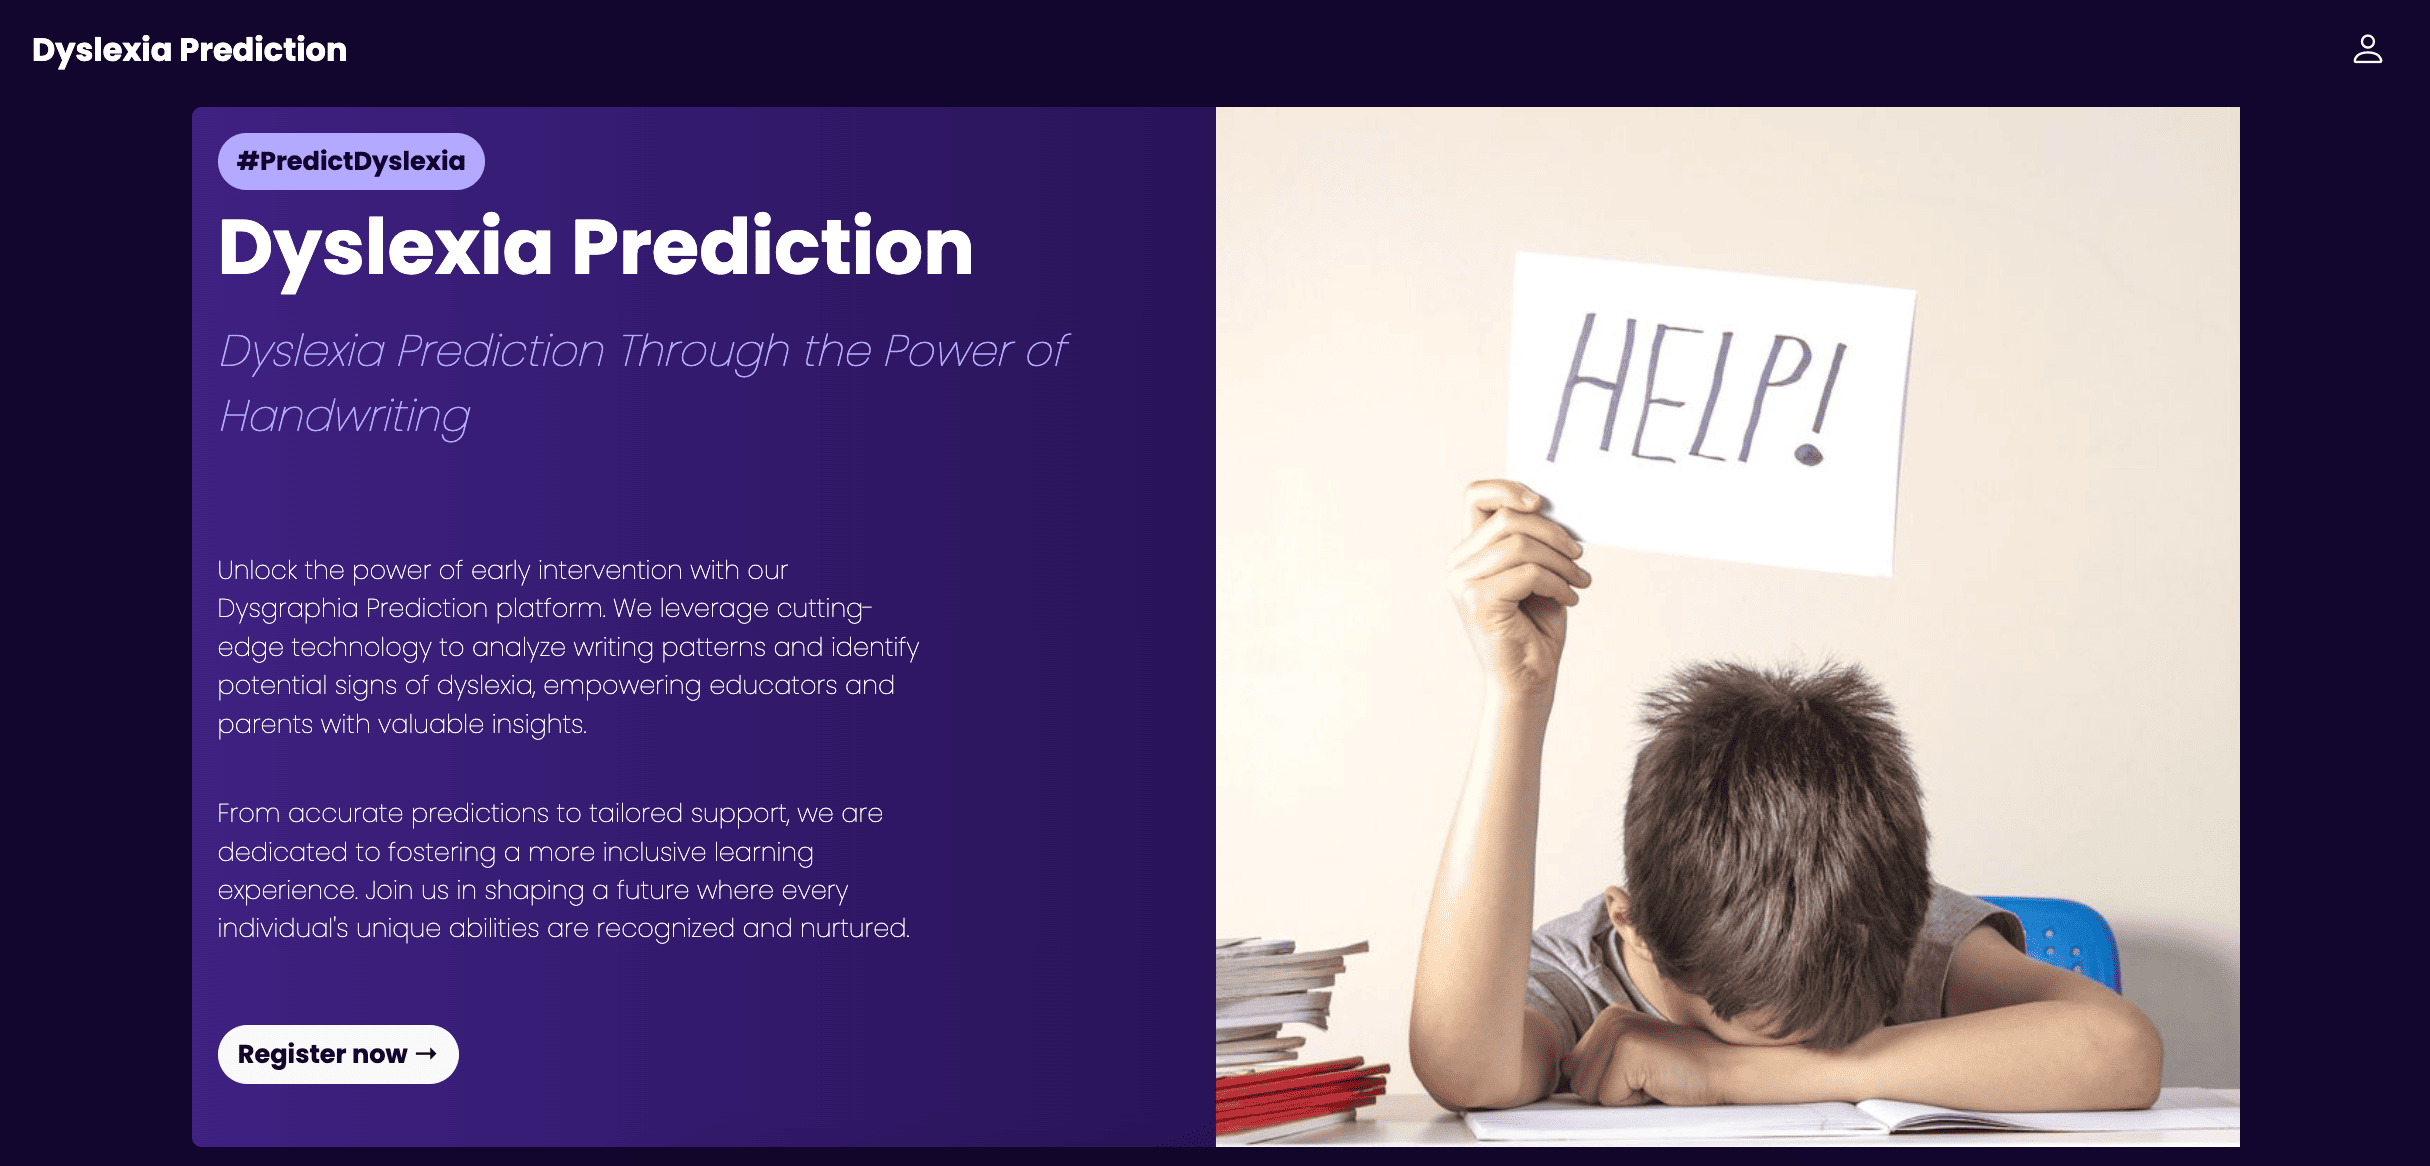 Dyslexia Prediction
#PredictDyslexia
Dyslexia Prediction
Dyslexia Prediction Through the Power of
Handwriting
Unlock the power of early intervention with our
Dysgraphia Prediction platform. We leverage cutting-
edge technology to analyze writing patterns and identify
potential signs of dyslexia, empowering educators and
parents with valuable insights.
From accurate predictions to tailored support, we are
dedicated to fostering a more inclusive learning
experience. Join us in shaping a future where every
individual's unique abilities are recognized and nurtured.
Register now →
HELP!